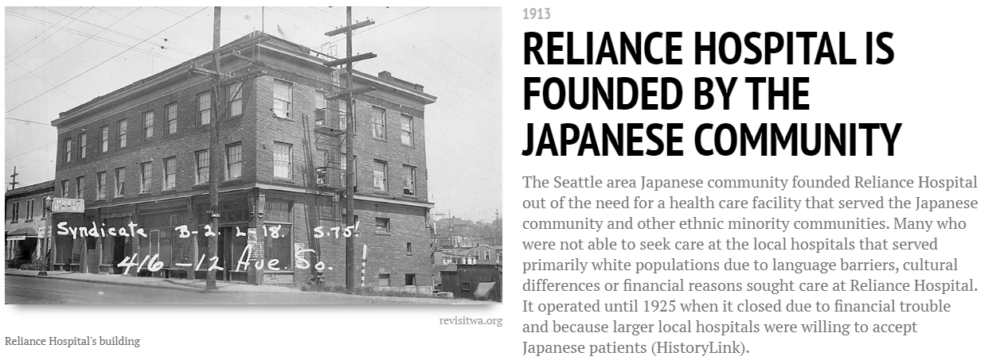 Syndicate B-2. L 18. S.75!
416 - 12 Ave. So.
revisitwa.org
Reliance Hospital's building
1913
RELIANCE HOSPITAL IS
FOUNDED BY THE
JAPANESE COMMUNITY
The Seattle area Japanese community founded Reliance Hospital
out of the need for a health care facility that served the Japanese
community and other ethnic minority communities. Many who
were not able to seek care at the local hospitals that served
primarily white populations due to language barriers, cultural
differences or financial reasons sought care at Reliance Hospital.
It operated until 1925 when it closed due to financial trouble
and because larger local hospitals were willing to accept
Japanese patients (HistoryLink).